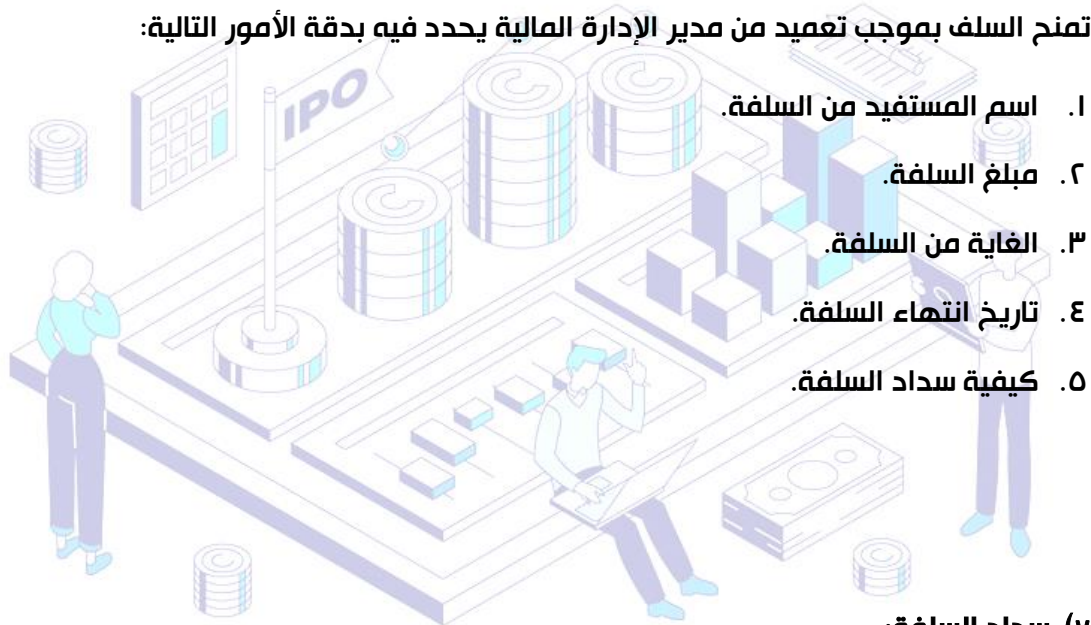 تمنح السلف بموجب تعميد من مدير الإدارة المالية يحدد فيه بدقة الأمور التالية:
١. اسم المستفيد من السلفة.
٢. مبلغ السلفة.
٣. الغاية من السلفة.
٤. تاريخ انتهاء السلفة.
٥. كيفية سداد السلفة.
IPO